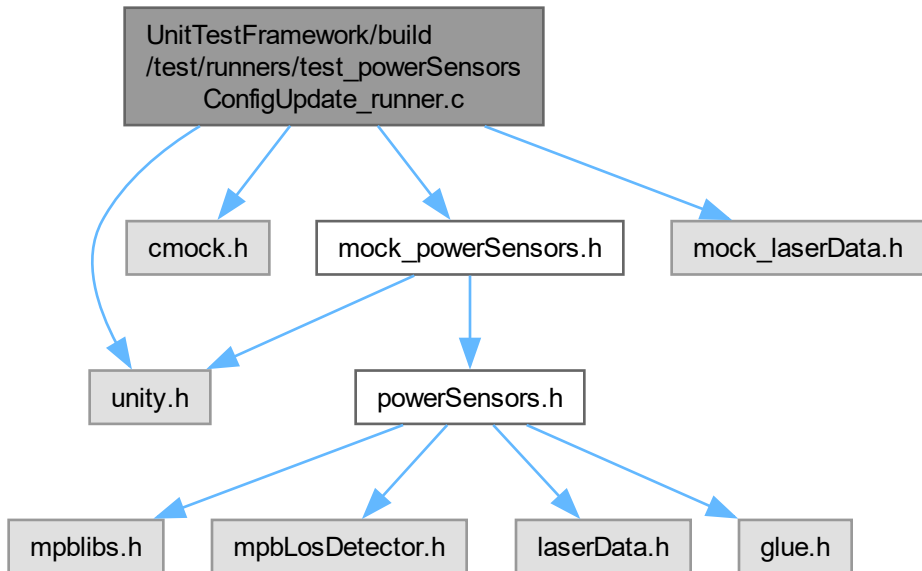 UnitTestFramework/build
/test/runners/test_powerSensors
ConfigUpdate_runner.c
cmock.h
mock_powerSensors.h
mock_laserData.h
unity.h
powerSensors.h
mpblibs.h
mpbLosDetector.h
laserData.h
glue.h